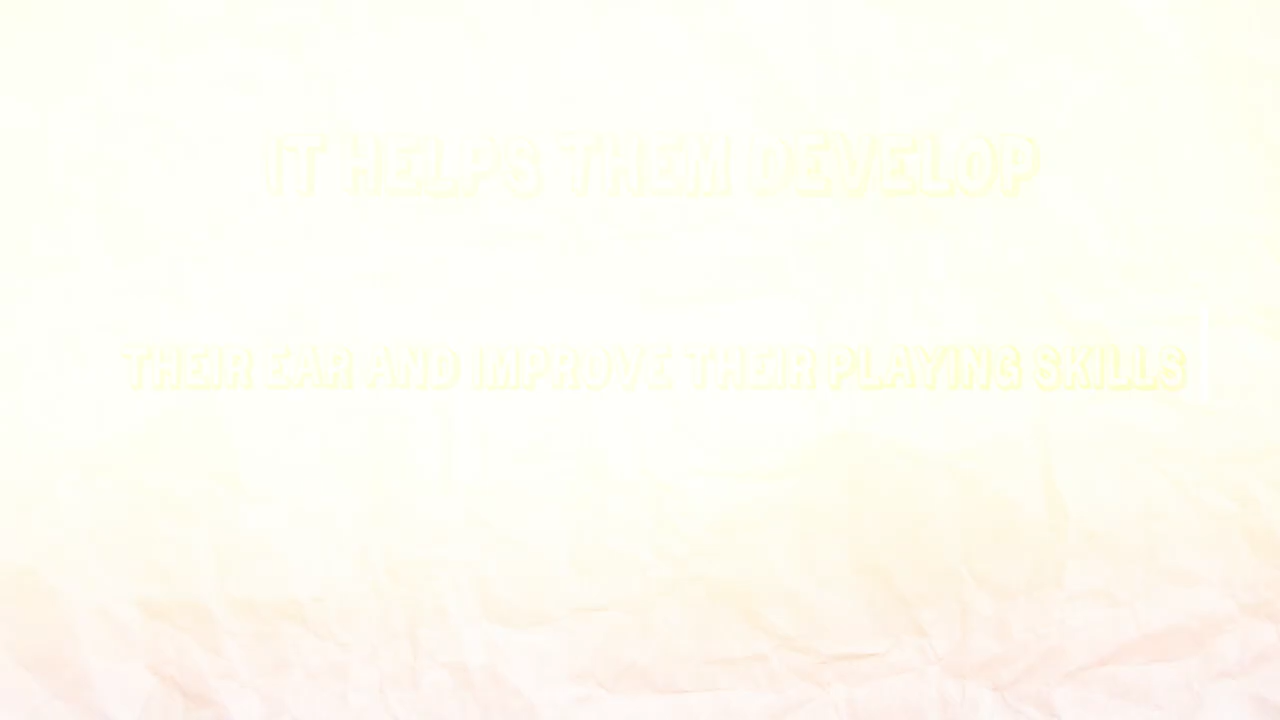 IT HELPS THEM DEVELOP
THEIR EAR AND IMPROVE THEIR PLAYING SKILLS